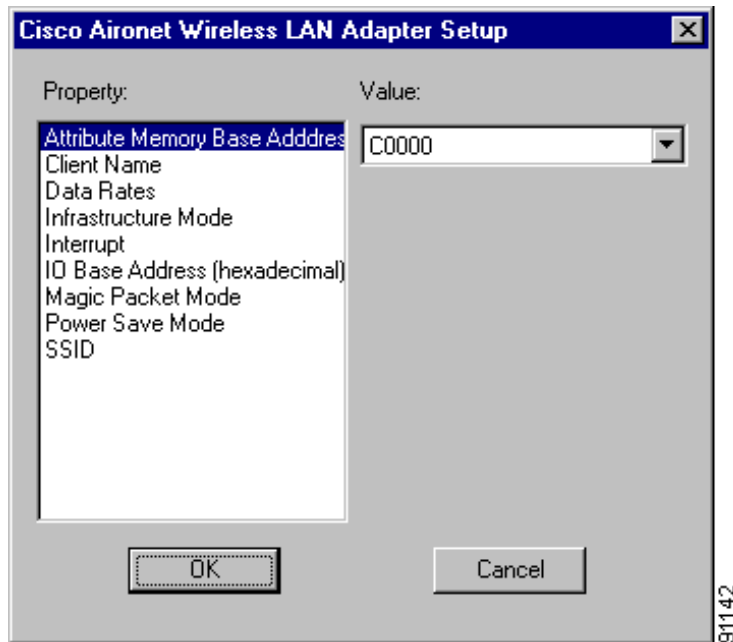 Cisco Aironet Wireless LAN Adapter Setup
Property:
Value:
Attribute Memory Base Adddres
Client Name
Data Rates
Infrastructure Mode
Interrupt
IO Base Address (hexadecimal)
Magic Packet Mode
Power Save Mode
SSID
C0000
OK
Cancel
91142